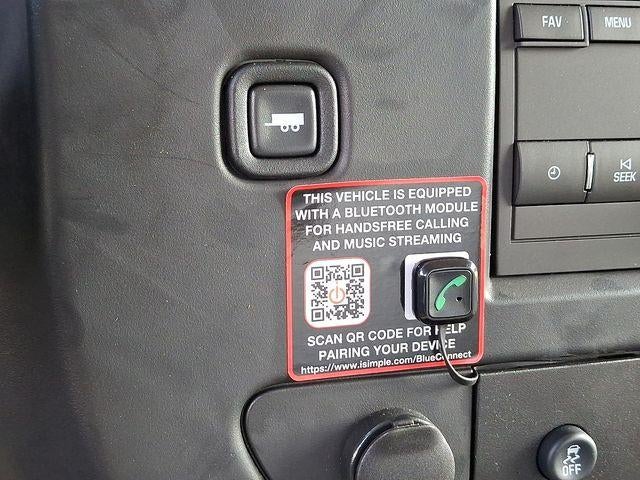 FAV
MENU
SEEK
THIS VEHICLE IS EQUIPPED
WITH A BLUETOOTH MODULE
FOR HANDSFREE CALLING
AND MUSIC STREAMING
SCAN QR CODE FOR HELP
PAIRING YOUR DEVICE
https://www.isimple.com/BlueConnect
OFF